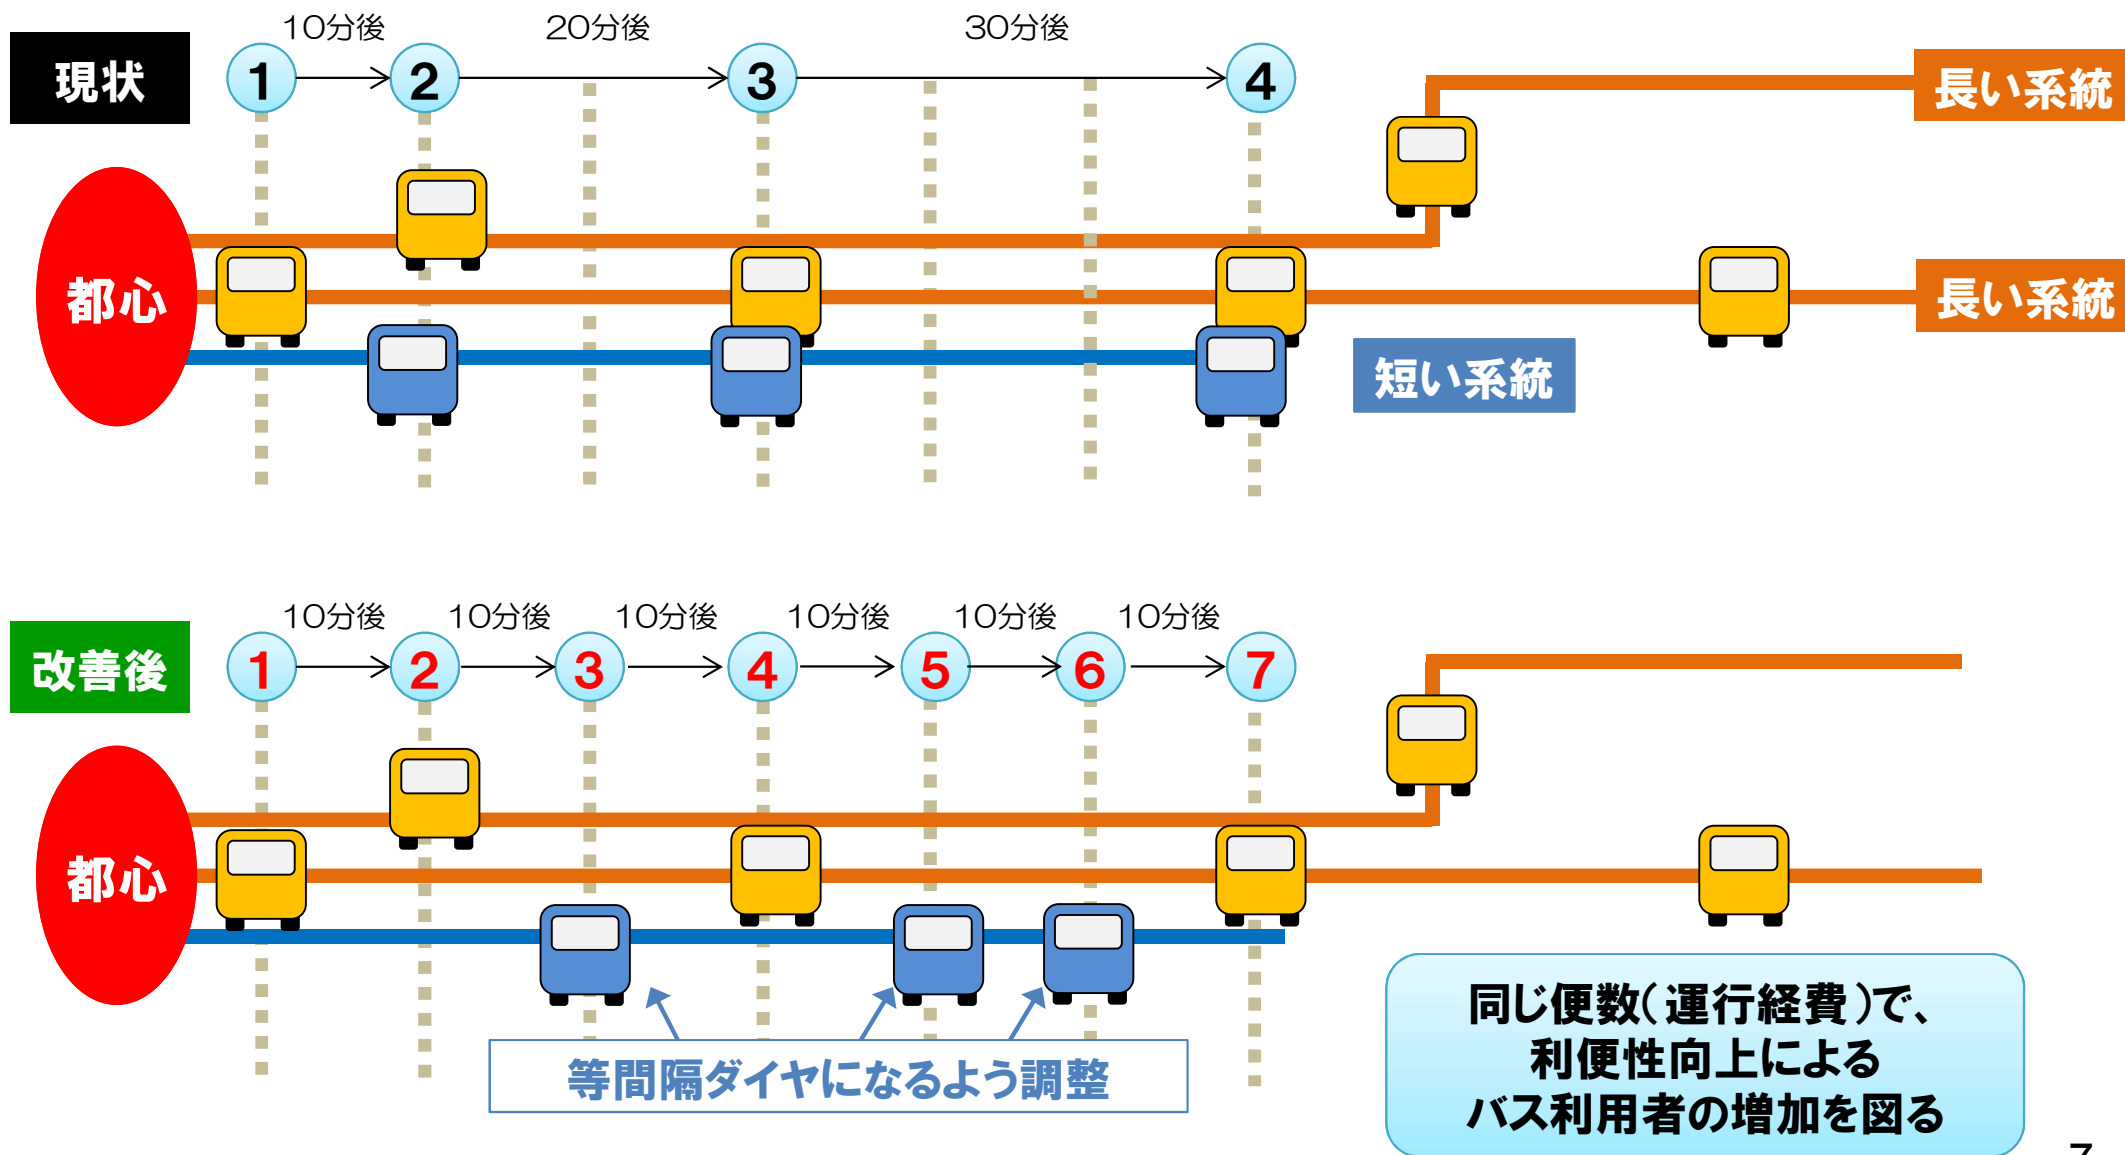 10分後
20分後
30分後
現状
1
2
3
4
長い系統
都心
長い系統
短い系統
10分後
10分後
10分後
10分後
10分後
10分後
改善後
1
2
3
4
5
6
7
都心
等間隔ダイヤになるよう調整
同じ便数(運行経費)で、
利便性向上による
バス利用者の増加を図る
7